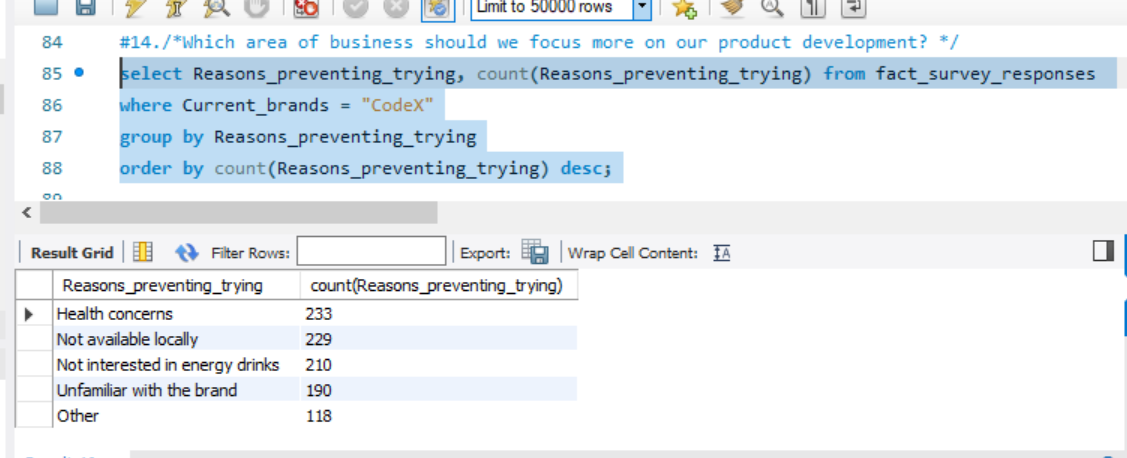 Limit to 50000 rows
84 #14./*Which area of business should we focus more on our product development? */
85 select Reasons_preventing_trying, count(Reasons_preventing_trying) from fact_survey_responses
86 where Current_brands = "CodeX"
87 group by Reasons_preventing_trying
88 order by count(Reasons_preventing_trying) desc;
89
Result Grid Filter Rows: Export: Wrap Cell Content:
Reasons_preventing_trying count(Reasons_preventing_trying)
Health concerns 233
Not available locally 229
Not interested in energy drinks 210
Unfamiliar with the brand 190
Other 118